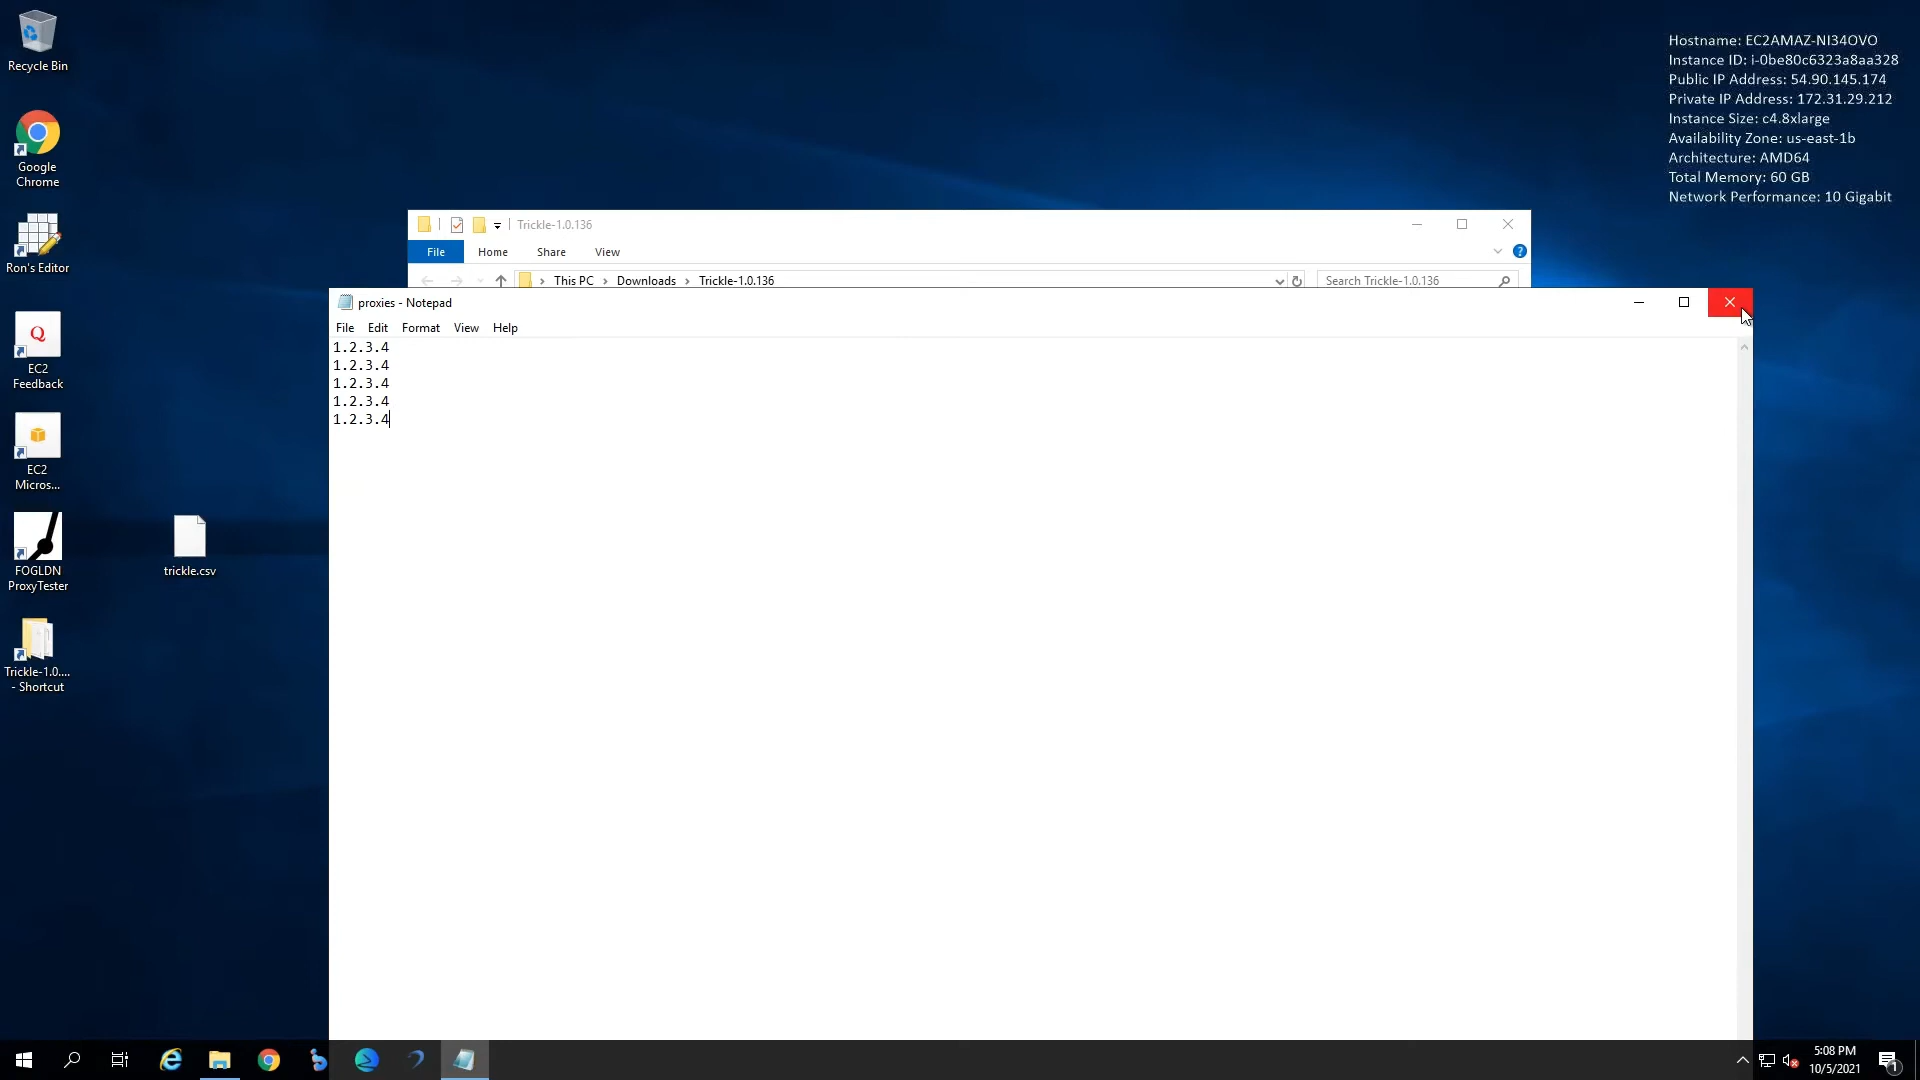 Recycle Bin
Google
Chrome
Ron's Editor
EC2
Feedback
EC2
Micros...
FOGLDN
ProxyTester
Trickle-1.0....
- Shortcut
trickle.csv
Hostname: EC2AMAZ-NI34OVO
Instance ID: i-0be80c6323a8aa328
Public IP Address: 54.90.145.174
Private IP Address: 172.31.29.212
Instance Size: c4.8xlarge
Availability Zone: us-east-1b
Architecture: AMD64
Total Memory: 60 GB
Network Performance: 10 Gigabit
Trickle-1.0.136
File Home Share View
This PC > Downloads > Trickle-1.0.136
Search Trickle-1.0.136
proxies - Notepad
File Edit Format View Help
1.2.3.4
1.2.3.4
1.2.3.4
1.2.3.4
1.2.3.4
5:08 PM
10/5/2021
1